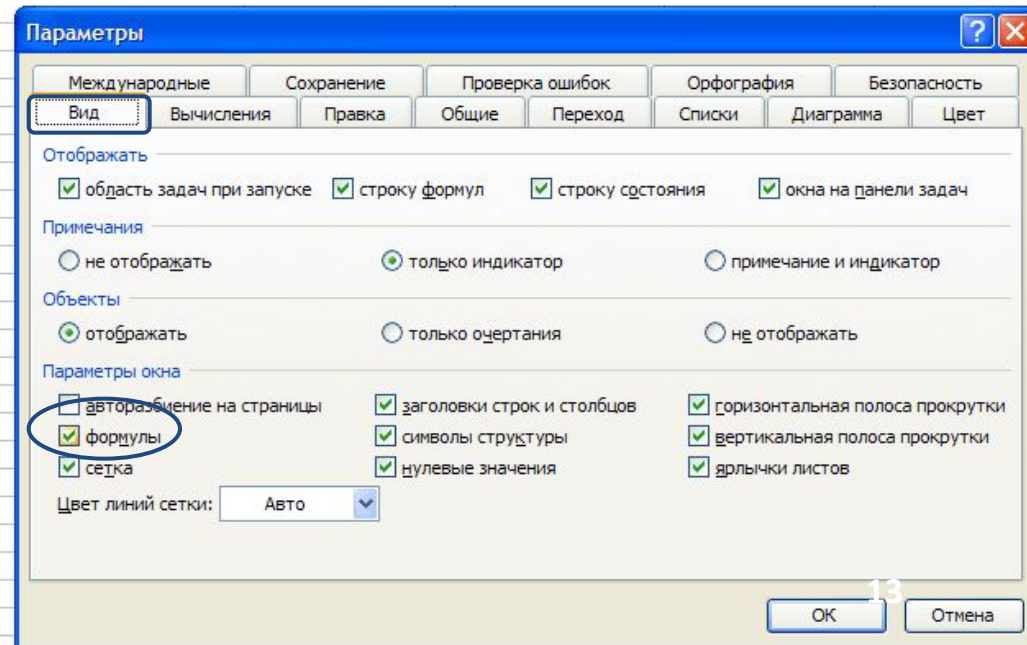 Параметры
Международные Сохранение Проверка ошибок Орфография Безопасность
Вид Вычисления Правка Общие Переход Списки Диаграмма Цвет
Отображать
область задач при запуске строку формул строку состояния окна на панели задач
Примечания
не отображать только индикатор примечание и индикатор
Объекты
отображать только очертания не отображать
Параметры окна
авторазбиение на страницы заголовки строк и столбцов горизонтальная полоса прокрутки
формулы символы структуры вертикальная полоса прокрутки
сетка нулевые значения ярлычки листов
Цвет линий сетки: Авто
13
ОК Отмена